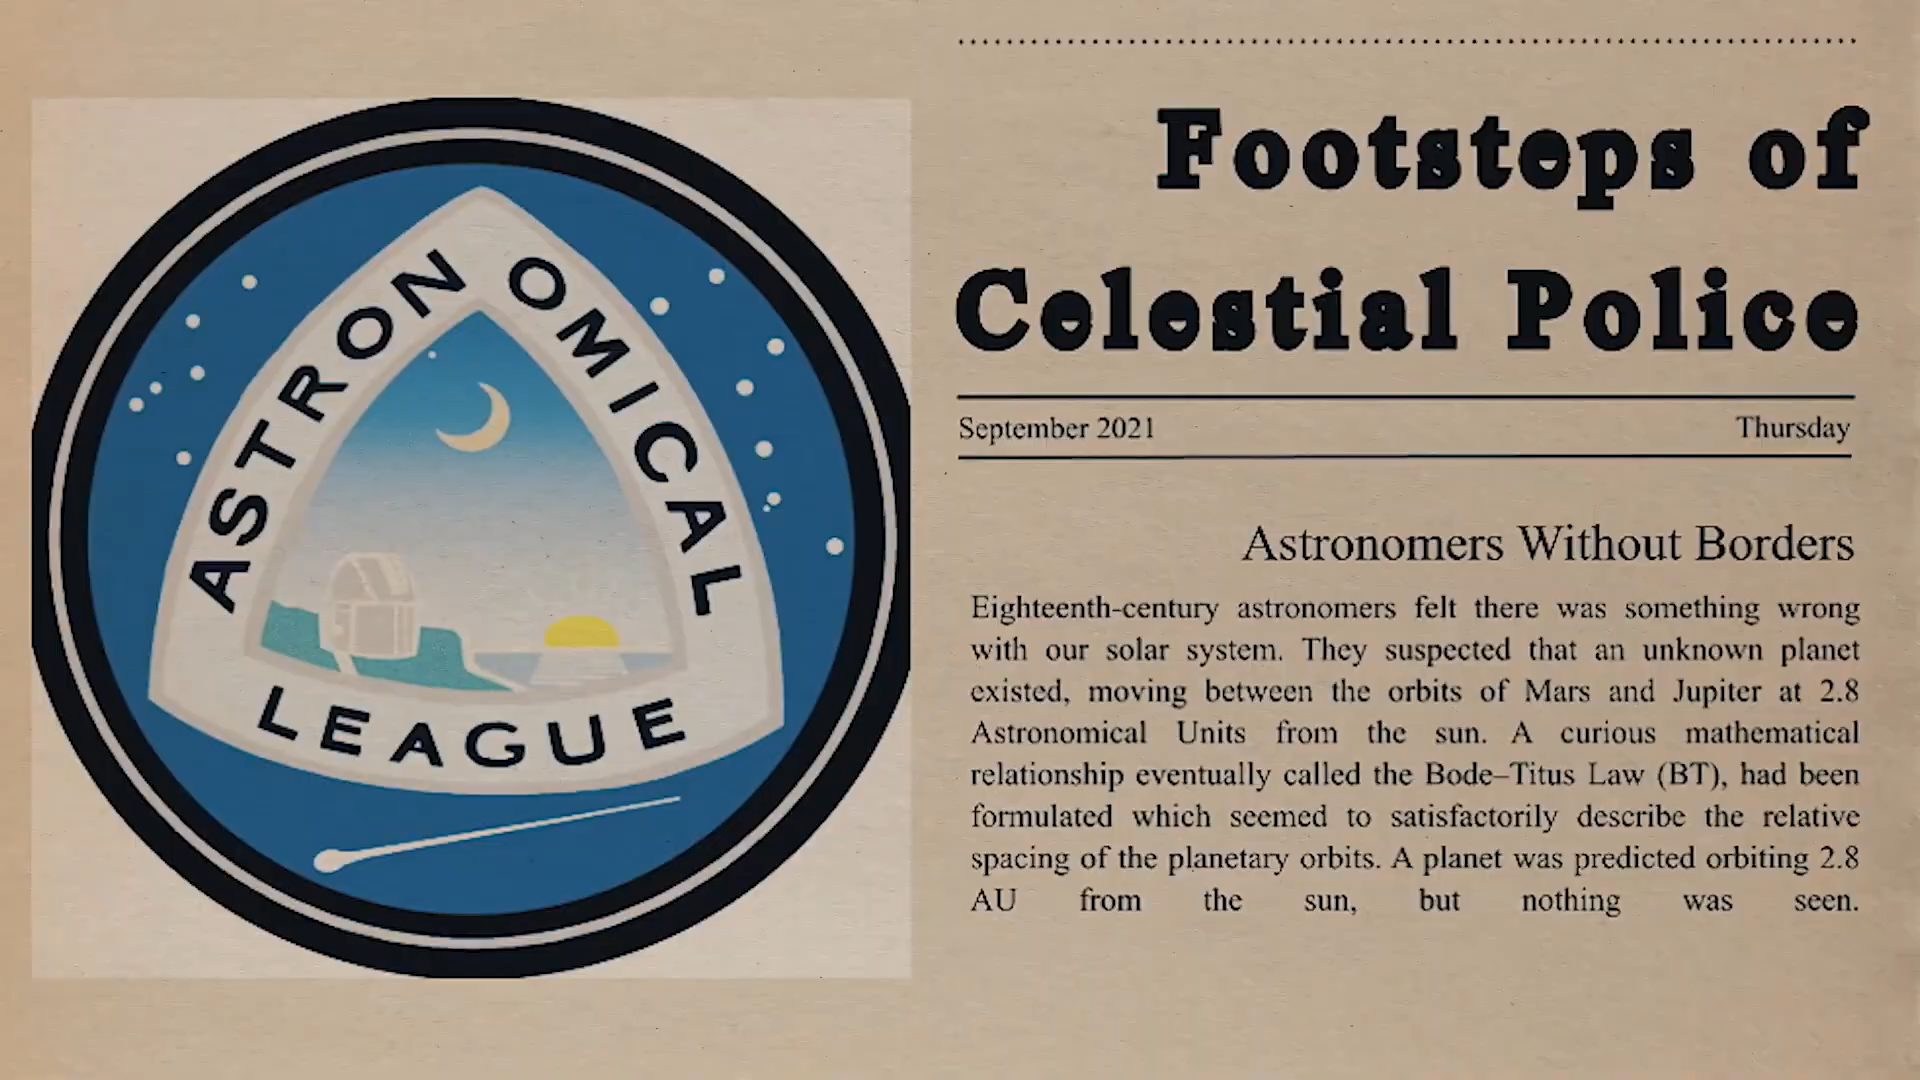 ASTRONOMICAL
LEAGUE
Footsteps of
Celestial Police
September 2021 Thursday
Astronomers Without Borders
Eighteenth-century astronomers felt there was something wrong
with our solar system. They suspected that an unknown planet
existed, moving between the orbits of Mars and Jupiter at 2.8
Astronomical Units from the sun. A curious mathematical
relationship eventually called the Bode–Titus Law (BT), had been
formulated which seemed to satisfactorily describe the relative
spacing of the planetary orbits. A planet was predicted orbiting 2.8
AU from the sun, but nothing was seen.